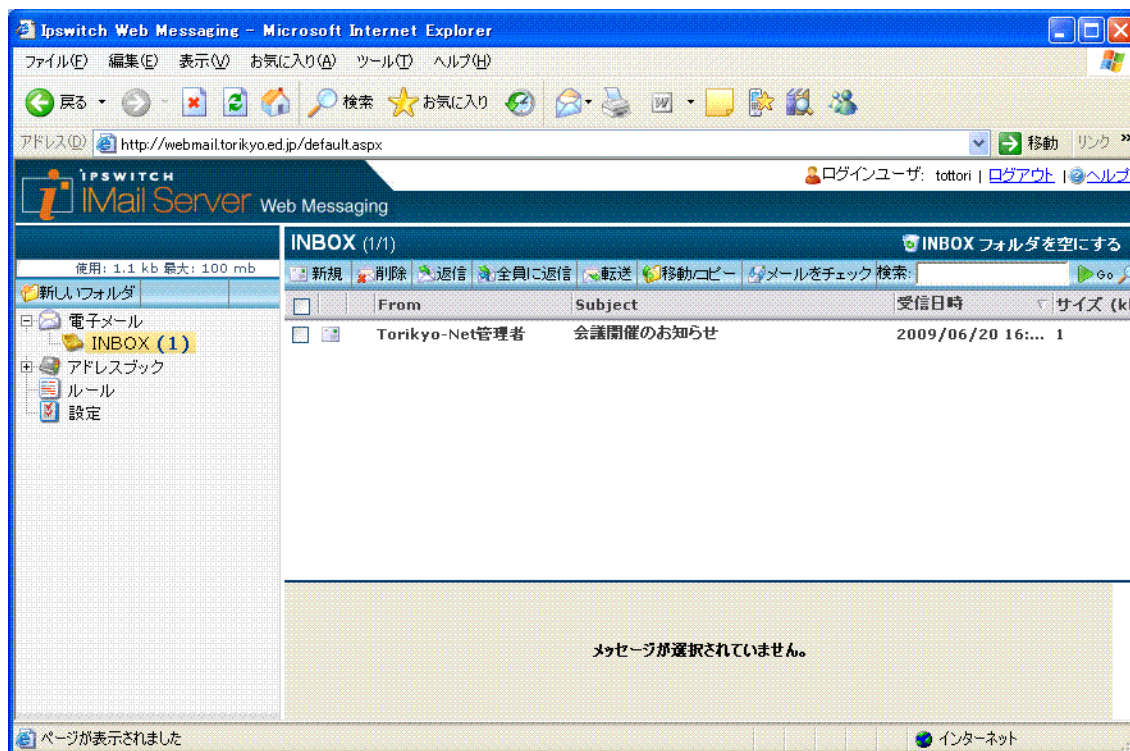 Ipswitch Web Messaging - Microsoft Internet Explorer
ファイル(F) 編集(E) 表示(V) お気に入り(A) ツール(T) ヘルプ(H)
戻る 検索 お気に入り
アドレス(D) http://webmail.torikyo.ed.jp/default.aspx 移動 リンク »
IPSWITCH
IMail Server Web Messaging
ログインユーザ: tottori | ログアウト | ヘルプ
INBOX (1/1) INBOX フォルダを空にする
使用: 1.1 kb 最大: 100 mb
新規 削除 返信 全員に返信 転送 移動/コピー メールをチェック 検索: Go
新しいフォルダ
From Subject 受信日時 サイズ (k
電子メール
INBOX (1)
Torikyo-Net管理者 会議開催のお知らせ 2009/06/20 16:... 1
アドレスブック
ルール
設定
メッセージが選択されていません。
ページが表示されました インターネット